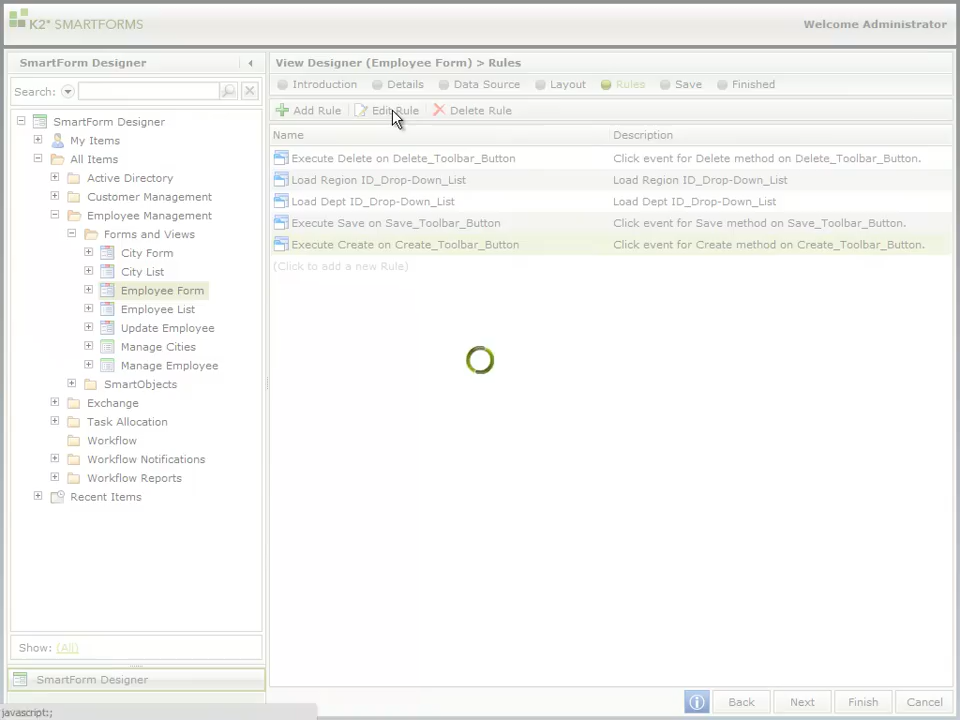 K2* SMARTFORMS
Welcome Administrator
SmartForm Designer
View Designer (Employee Form) > Rules
Search:
Introduction
Details
Data Source
Layout
Rules
Save
Finished
Add Rule
Edit Rule
Delete Rule
Name
Description
Execute Delete on Delete_Toolbar_Button
Click event for Delete method on Delete_Toolbar_Button.
Load Region ID_Drop-Down_List
Load Region ID_Drop-Down_List
Load Dept ID_Drop-Down_List
Load Dept ID_Drop-Down_List
Execute Save on Save_Toolbar_Button
Click event for Save method on Save_Toolbar_Button.
Execute Create on Create_Toolbar_Button
Click event for Create method on Create_Toolbar_Button.
(Click to add a new Rule)
SmartForm Designer
My Items
All Items
Active Directory
Customer Management
Employee Management
Forms and Views
City Form
City List
Employee Form
Employee List
Update Employee
Manage Cities
Manage Employee
SmartObjects
Exchange
Task Allocation
Workflow
Workflow Notifications
Workflow Reports
Recent Items
Show: (All)
SmartForm Designer
Back
Next
Finish
Cancel
javascript:;